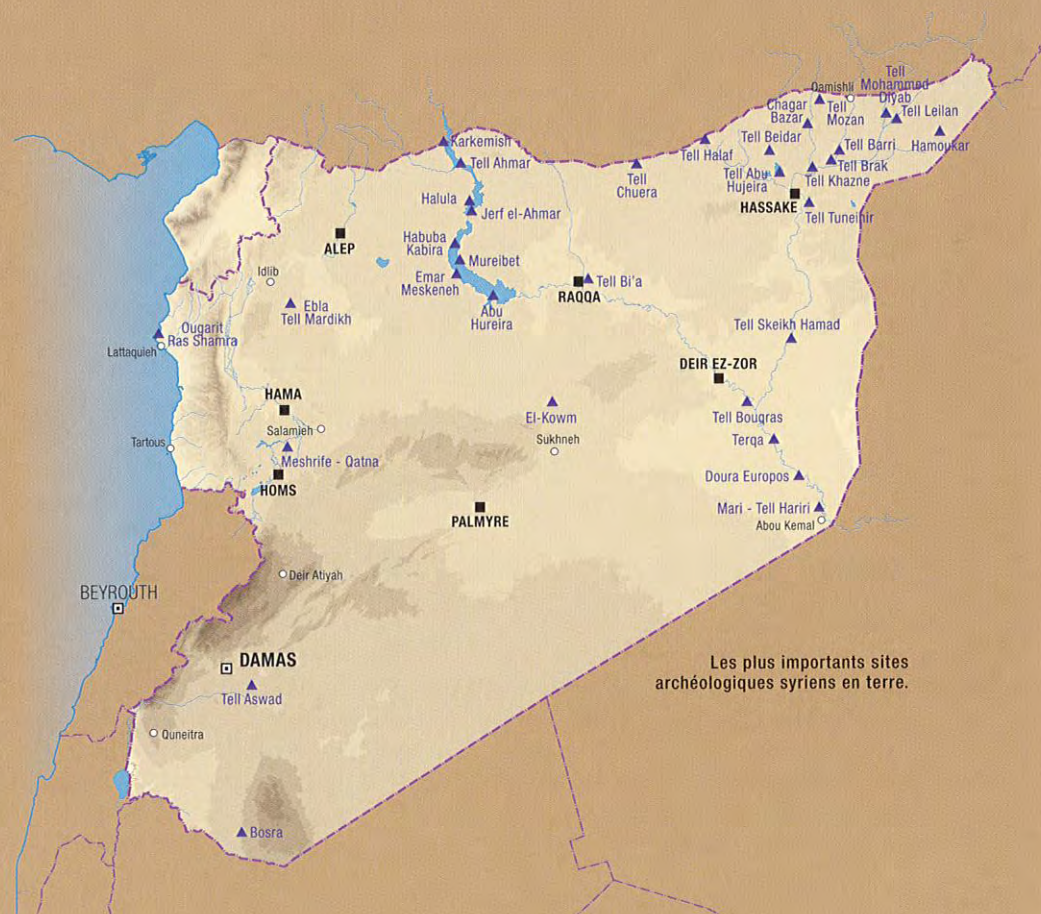 Tell
Mohammed
Diyab
Qamishli
Chagar
Bazar
Tell
Mozan
Tell Leilan
Karkemish
Tell Halaf
Tell Beidar
Tell Barri
Hamoukar
Tell Ahmar
Tell
Chuera
Tell Abu
Hujeira
Tell Brak
Tell Khazne
Halula
Jerf el-Ahmar
HASSAKE
Tell Tuneinir
ALEP
Habuba
Kabira
Mureibet
Idlib
Emar
Meskeneh
Tell Bi'a
RAQQA
Ebla
Tell Mardikh
Abu
Hureira
Ougarit
Ras Shamra
Lattaquieh
Tell Skeikh Hamad
DEIR EZ-ZOR
HAMA
El-Kowm
Tell Bouqras
Salamieh
Sukhneh
Tartous
Terqa
Meshrife - Qatna
HOMS
Doura Europos
PALMYRE
Mari - Tell Hariri
Abou Kemal
Deir Atiyah
BEYROUTH
DAMAS
Les plus importants sites
archéologiques syriens en terre.
Tell Aswad
Quneitra
Bosra